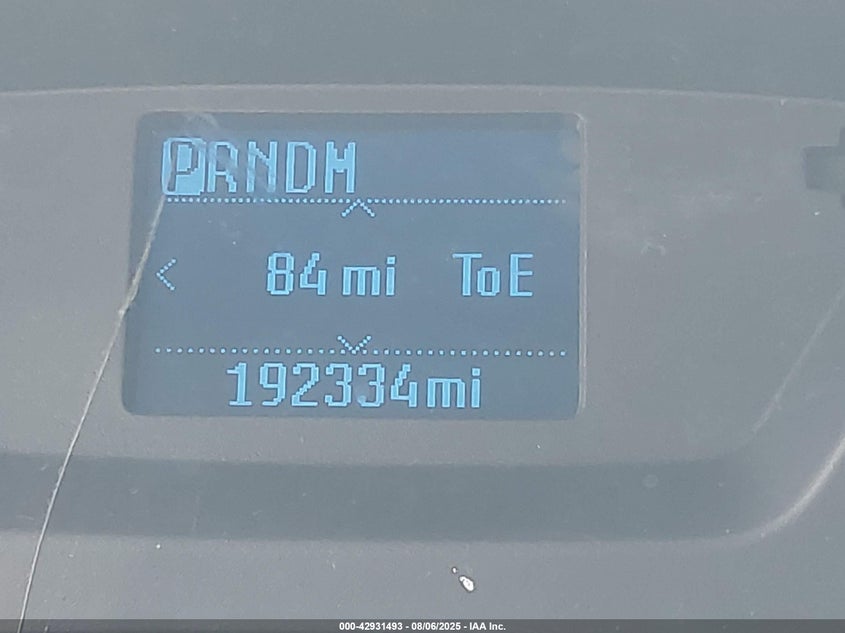 PRNDM
84 mi ToE
192334mi
000-42931493 - 08/06/2025 - IAA Inc.